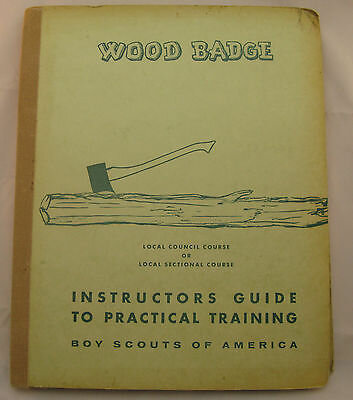 WOOD BADGE
LOCAL COUNCIL COURSE
OR
LOCAL SECTIONAL COURSE
INSTRUCTORS GUIDE
TO PRACTICAL TRAINING
BOY SCOUTS OF AMERICA